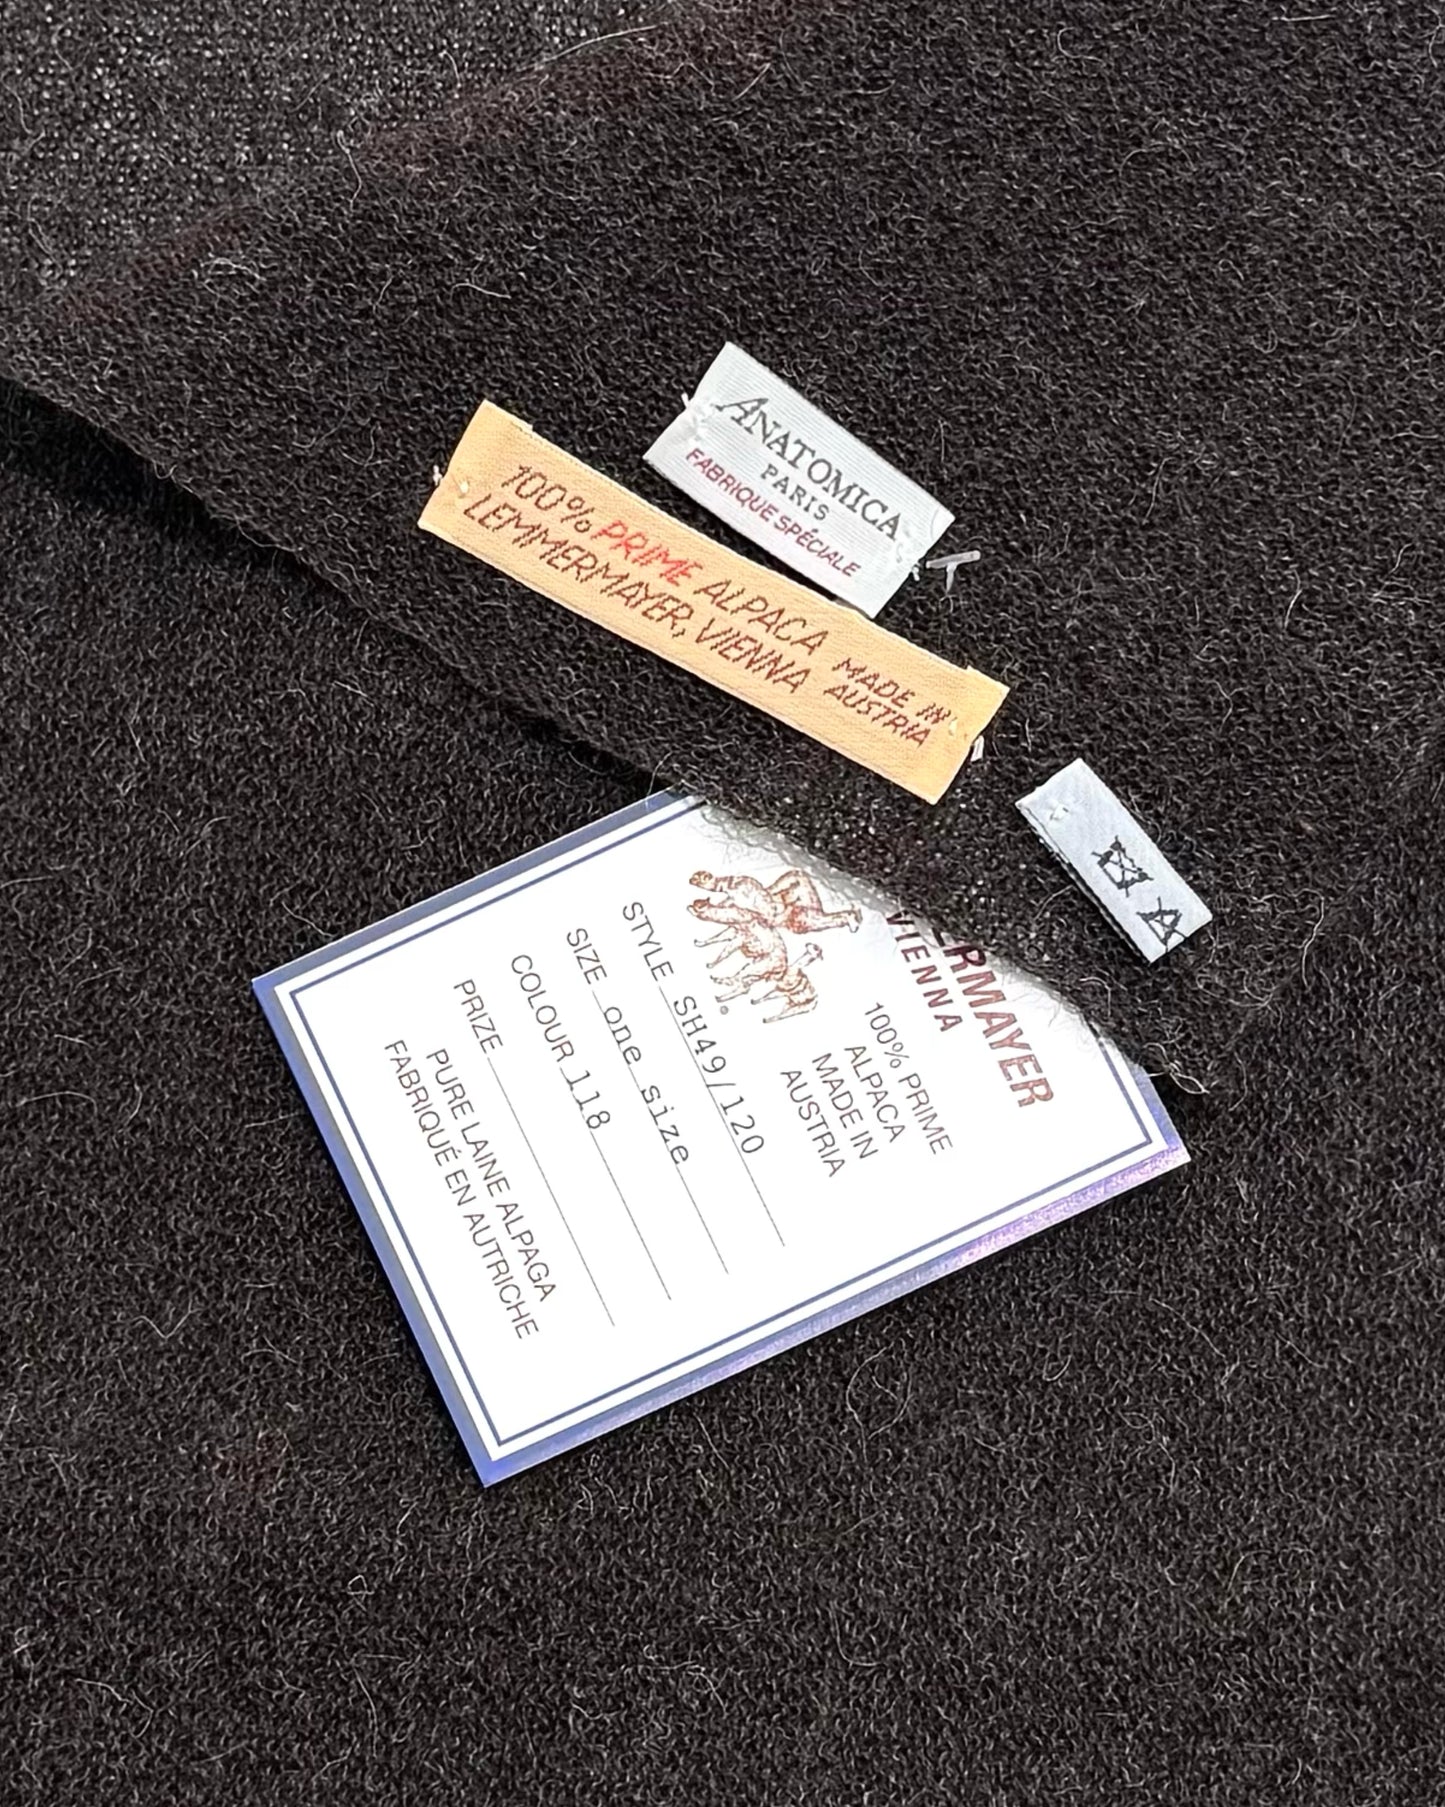 ANATOMICA
PARIS
FABRIQUE SPÉCIALE
100% PRIME ALPACA
LEMMERMAYER, VIENNA
MADE IN
AUSTRIA
ERMAYER
VIENNA
100% PRIME
ALPACA
MADE IN
AUSTRIA
®
STYLE SH49/120
SIZE one size
COLOUR 118
PRIZE
PURE LAINE ALPAGA
FABRIQUÉ EN AUTRICHE